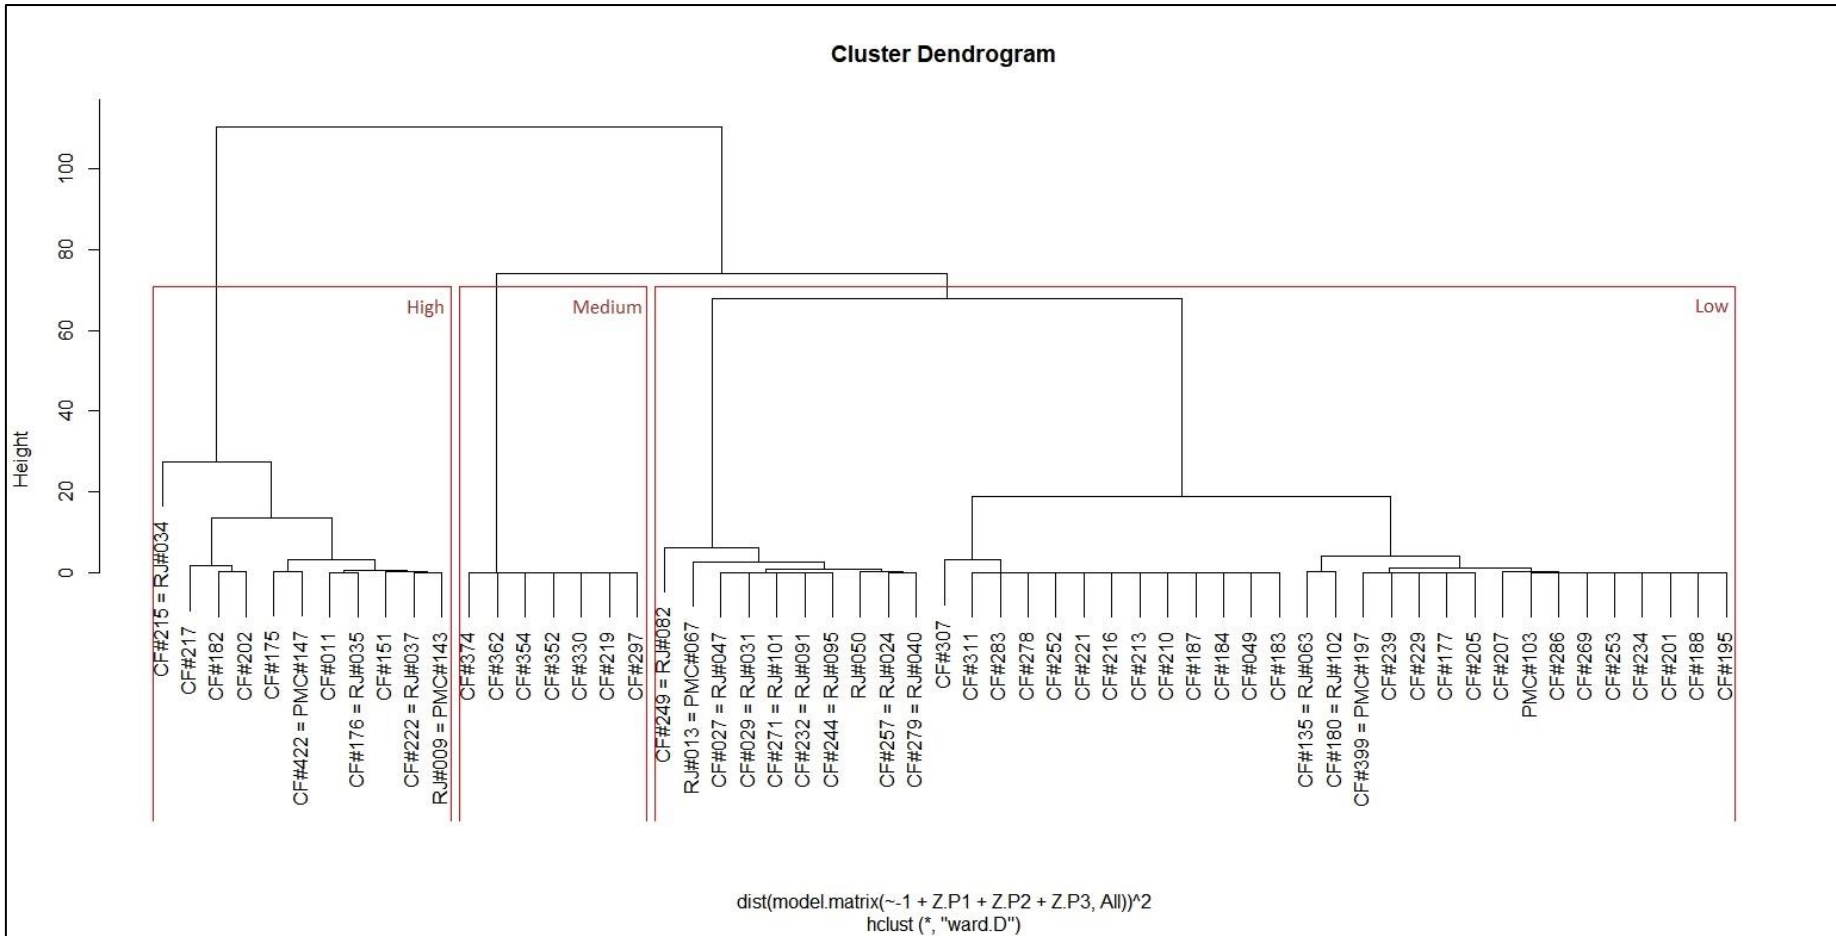 Cluster Dendrogram
Height
0
20
40
60
80
100
High
Medium
Low
CF#215 = RJ#034
CF#217
CF#182
CF#202
CF#175
CF#422 = PMC#147
CF#011
CF#176 = RJ#035
CF#151
CF#222 = RJ#037
RJ#009 = PMC#143
CF#374
CF#362
CF#354
CF#352
CF#330
CF#219
CF#297
CF#249 = RJ#082
RJ#013 = PMC#067
CF#027 = RJ#047
CF#029 = RJ#031
CF#271 = RJ#101
CF#232 = RJ#091
CF#244 = RJ#095
RJ#050
CF#257 = RJ#024
CF#279 = RJ#040
CF#307
CF#311
CF#283
CF#278
CF#252
CF#221
CF#216
CF#213
CF#210
CF#187
CF#184
CF#049
CF#183
CF#135 = RJ#063
CF#180 = RJ#102
CF#399 = PMC#197
CF#239
CF#229
CF#177
CF#205
CF#207
PMC#103
CF#286
CF#269
CF#253
CF#234
CF#201
CF#188
CF#195
dist(model.matrix(~-1 + Z.P1 + Z.P2 + Z.P3, All))^2
hclust (*, "ward.D")